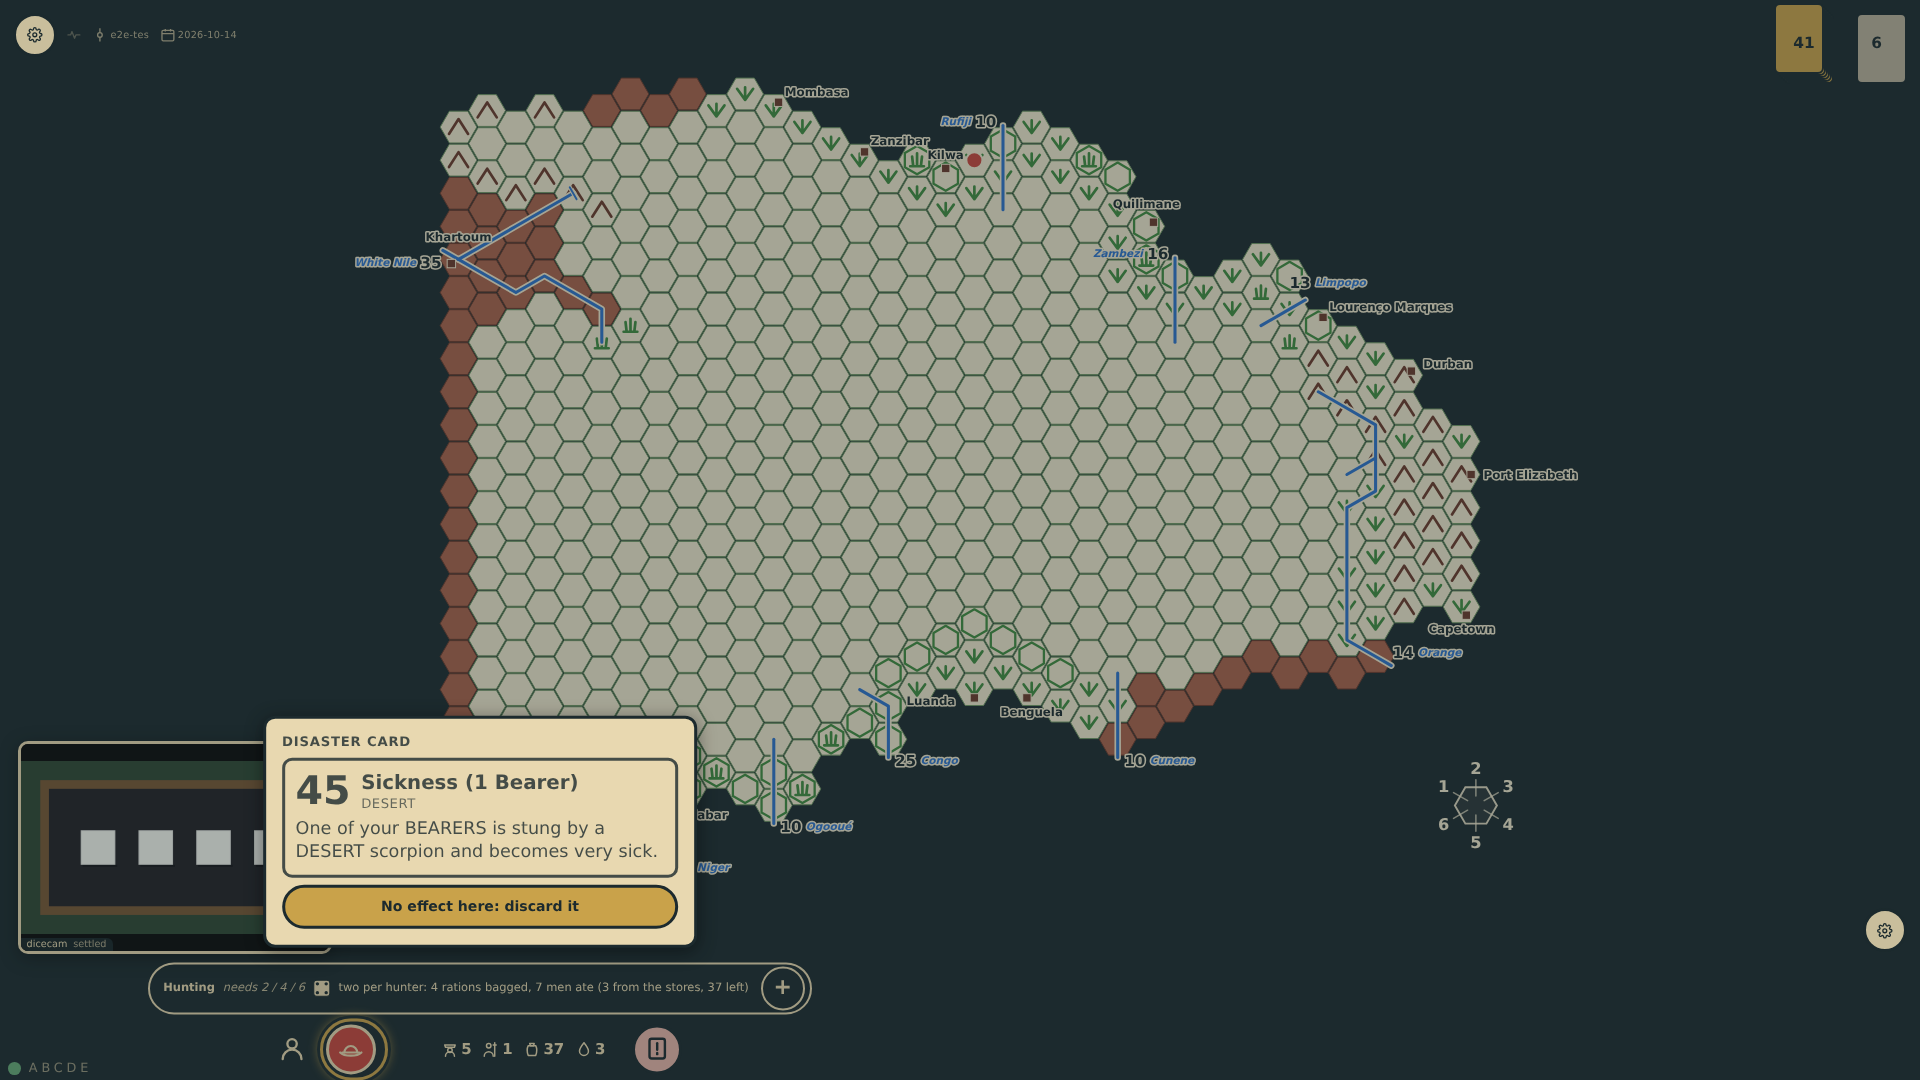 e2e-tes 2026-10-14
41
6
Mombasa
Rufiji 10
Zanzibar
Kilwa
Quilimane
Khartoum
White Nile 35
Zambezi 16
13 Limpopo
Lourenço Marques
Durban
Port Elizabeth
Capetown
14 Orange
Luanda
Benguela
25 Congo
10 Cunene
abar
10 Ogooué
Niger
1
2
3
4
5
6
DISASTER CARD
45 Sickness (1 Bearer)
DESERT
One of your BEARERS is stung by a
DESERT scorpion and becomes very sick.
No effect here: discard it
dicecam settled
Hunting needs 2 / 4 / 6 two per hunter: 4 rations bagged, 7 men ate (3 from the stores, 37 left) +
5 1 37 3
A B C D E